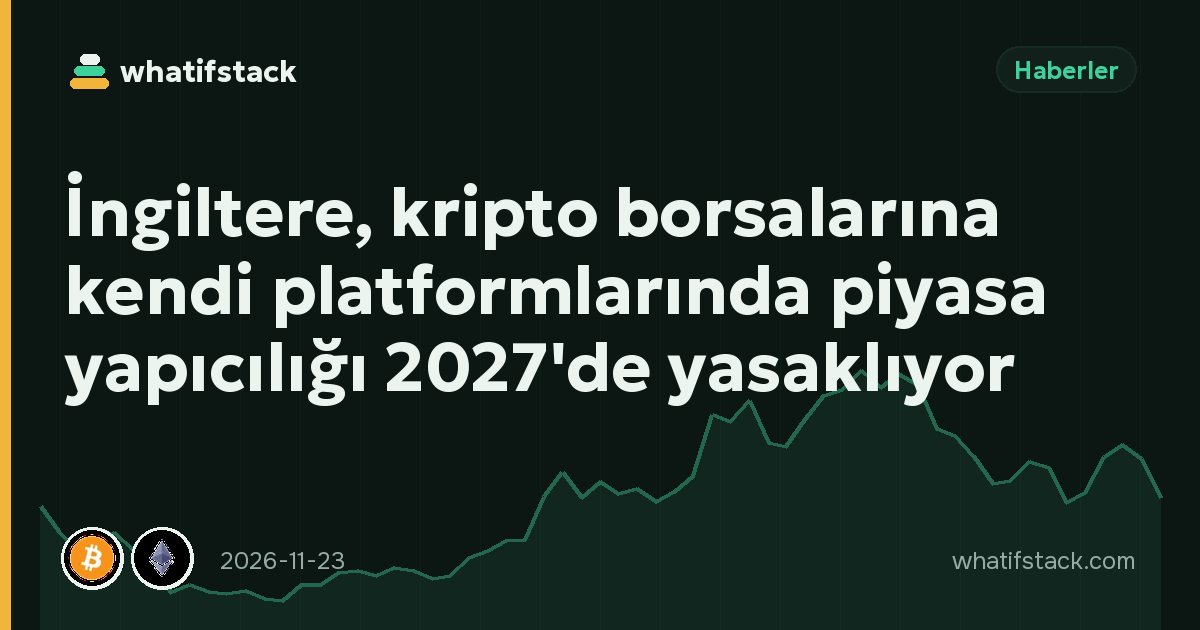 whatifstack
Haberler
İngiltere, kripto borsalarına
kendi platformlarında piyasa
yapıcılığı 2027'de yasaklıyor
2026-11-23
whatifstack.com